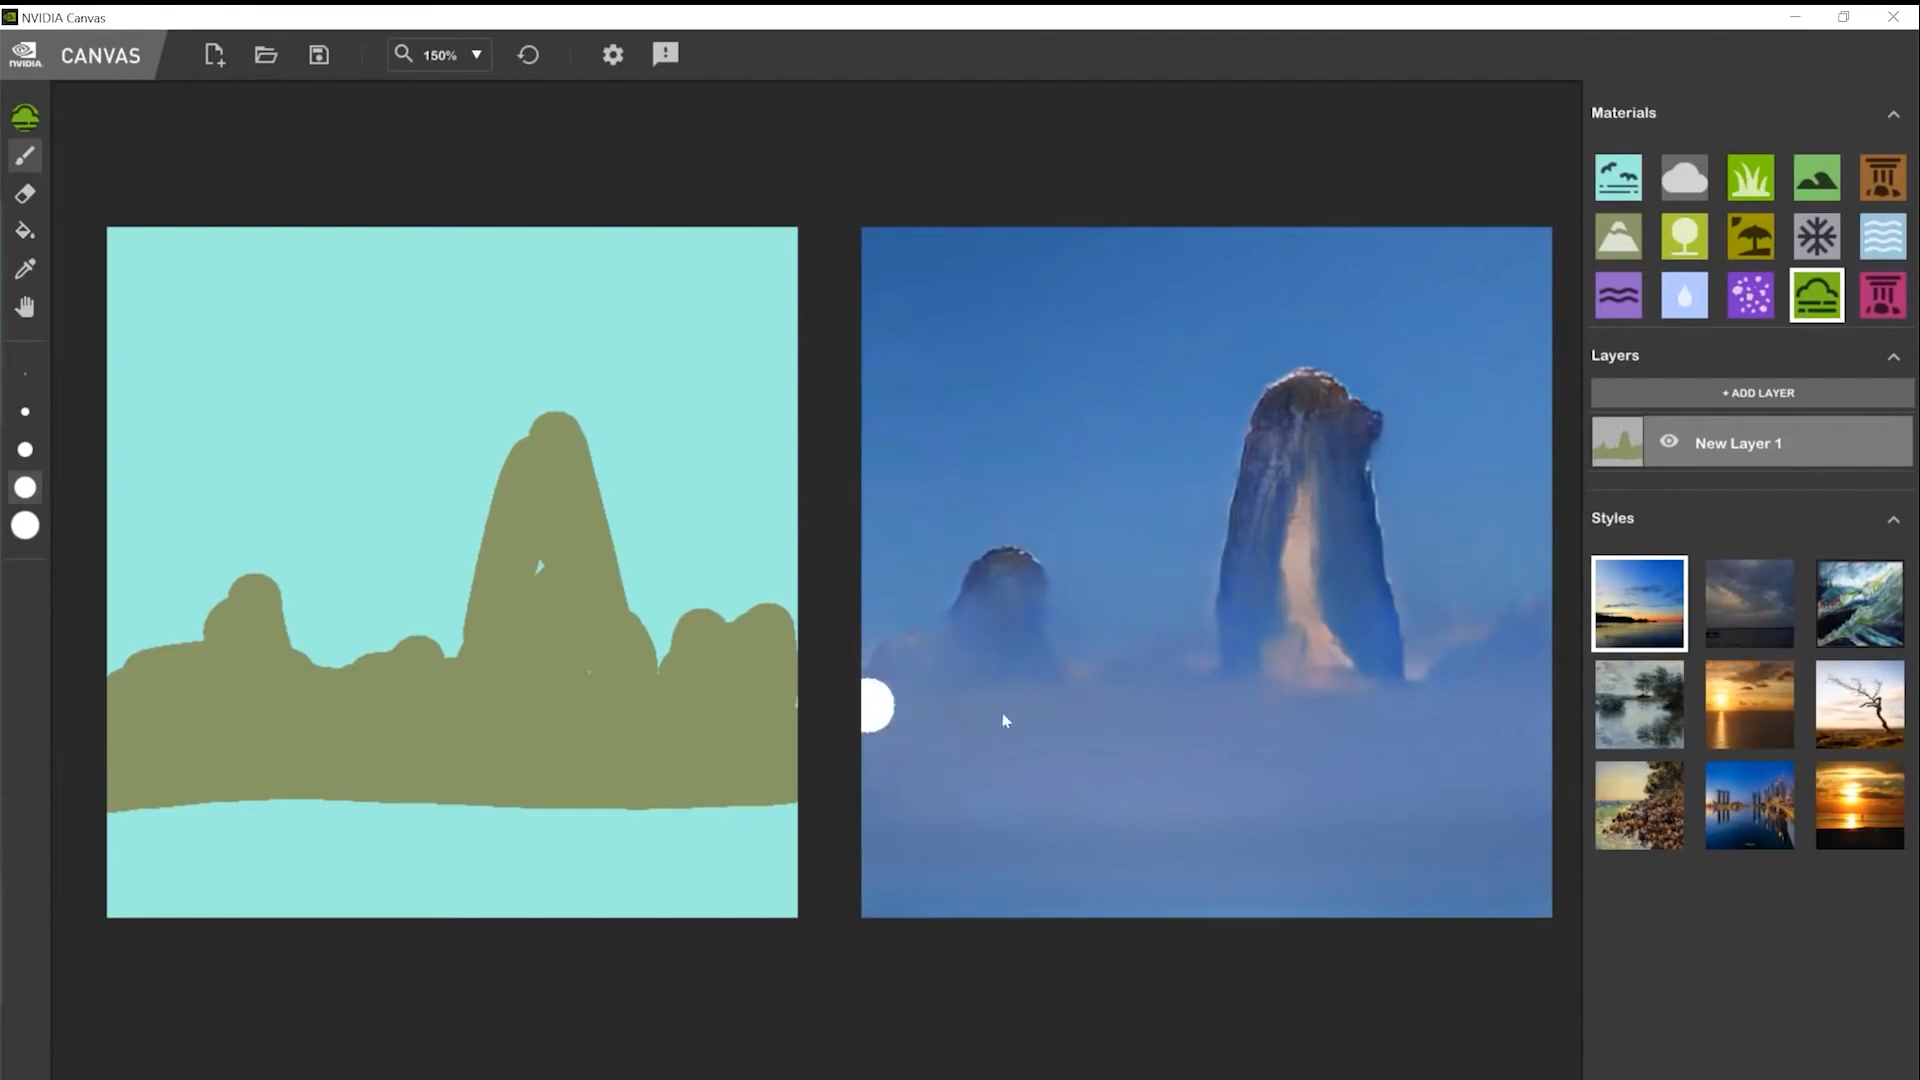 NVIDIA Canvas
NVIDIA.
CANVAS
150%
Materials
Layers
+ ADD LAYER
New Layer 1
Styles